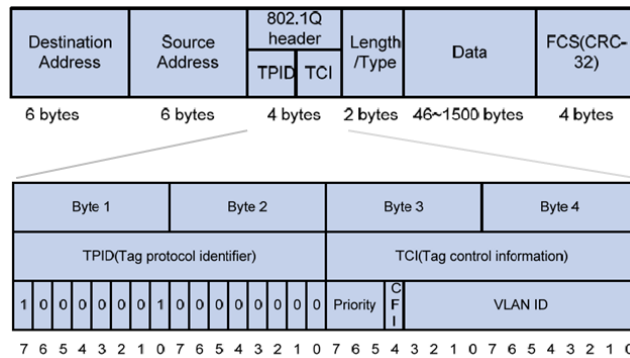 Destination Address
Source Address
802.1Q header
TPID
TCI
Length /Type
Data
FCS(CRC-32)
6 bytes
6 bytes
4 bytes
2 bytes
46~1500 bytes
4 bytes
Byte 1
Byte 2
Byte 3
Byte 4
TPID(Tag protocol identifier)
TCI(Tag control information)
1 0 0 0 0 0 0 1 0 0 0 0 0 0 0 0
Priority
CFI
VLAN ID
7 6 5 4 3 2 1 0 7 6 5 4 3 2 1 0 7 6 5 4 3 2 1 0 7 6 5 4 3 2 1 0